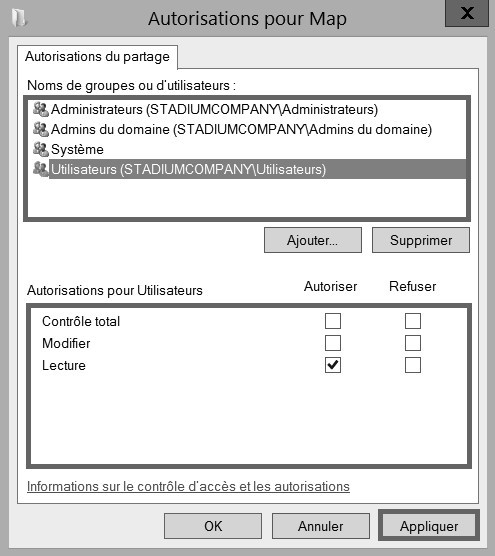 Autorisations pour Map
X
Autorisations du partage
Noms de groupes ou d'utilisateurs :
Administrateurs (STADIUMCOMPANY\Administrateurs)
Admins du domaine (STADIUMCOMPANY\Admins du domaine)
Système
Utilisateurs (STADIUMCOMPANY\Utilisateurs)
Ajouter... Supprimer
Autorisations pour Utilisateurs Autoriser Refuser
Contrôle total
Modifier
Lecture
Informations sur le contrôle d'accès et les autorisations
OK Annuler Appliquer